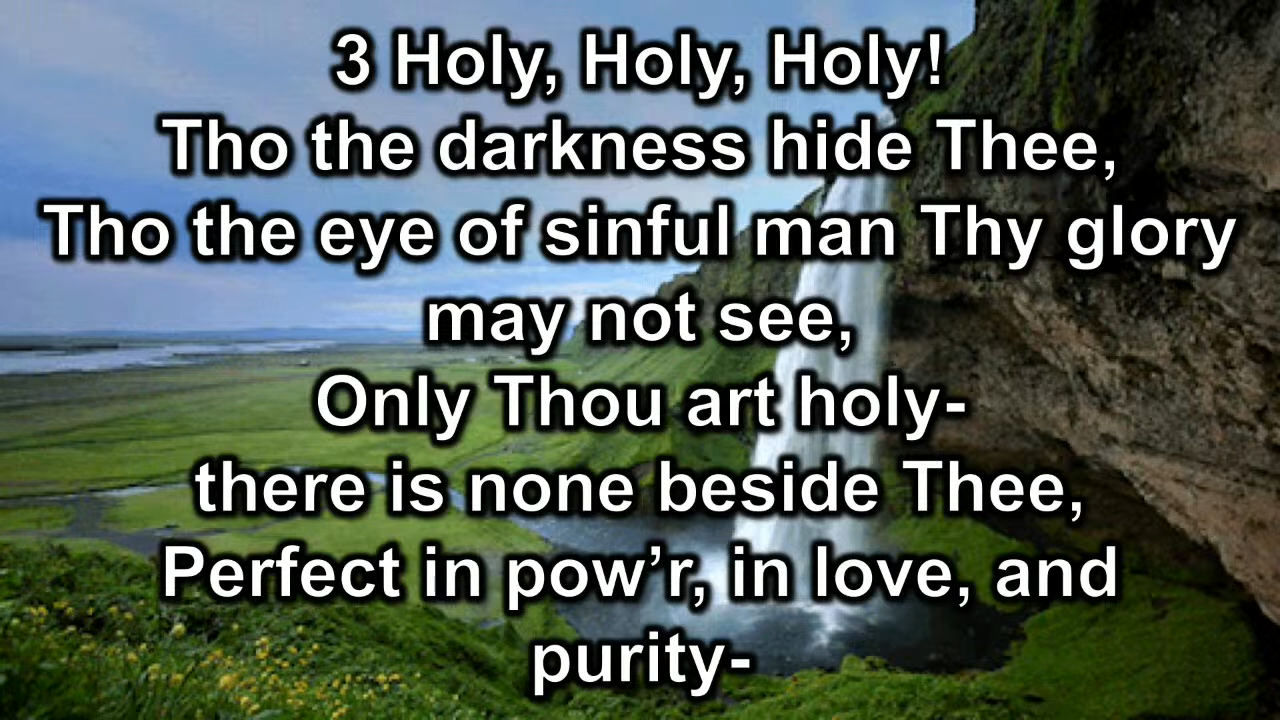 3 Holy, Holy, Holy!
Tho the darkness hide Thee,
Tho the eye of sinful man Thy glory
may not see,
Only Thou art holy-
there is none beside Thee,
Perfect in pow’r, in love, and
purity-